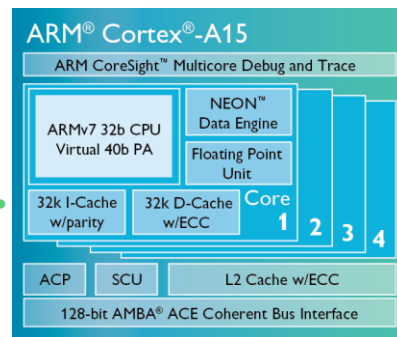 ARM® Cortex®-A15
ARM CoreSight™ Multicore Debug and Trace
ARMv7 32b CPU
Virtual 40b PA
NEON™
Data Engine
Floating Point
Unit
32k I-Cache
w/parity
32k D-Cache
w/ECC
Core
1
2
3
4
ACP
SCU
L2 Cache w/ECC
128-bit AMBA® ACE Coherent Bus Interface